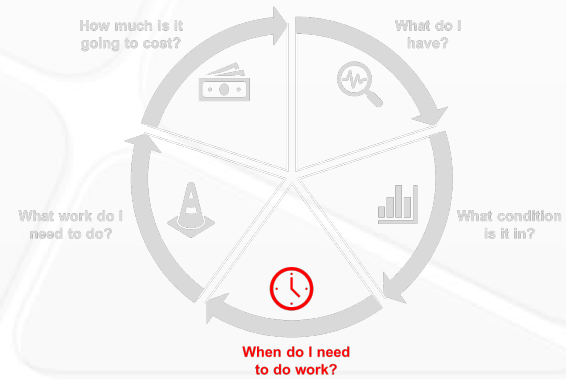 How much is it
going to cost?
What do I
have?
What condition
is it in?
When do I need
to do work?
What work do I
need to do?